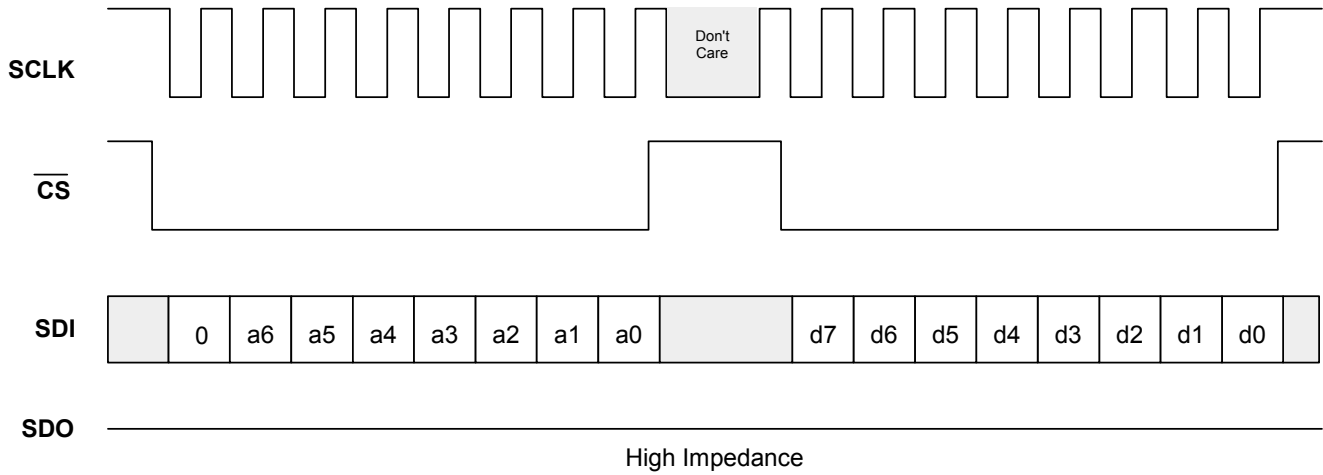 Don't
Care
SCLK
CS
SDI
0 a6 a5 a4 a3 a2 a1 a0 d7 d6 d5 d4 d3 d2 d1 d0
SDO
High Impedance